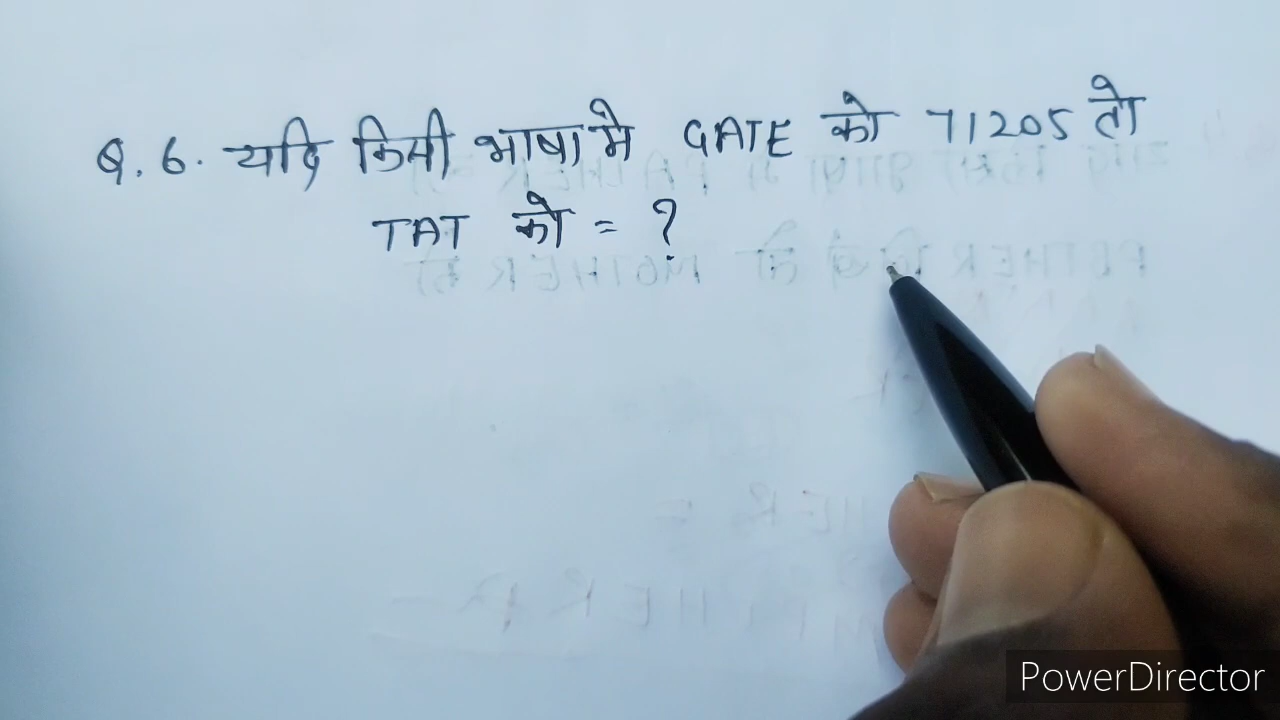 Q. 6. यदि किसी भाषा मे GATE को 71205 तो
TAT को = ?
PowerDirector